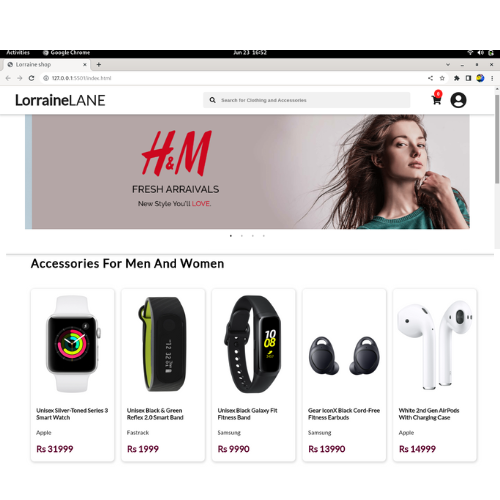 Activities
Google Chrome
Jun 23 16:52
Lorraine shop
127.0.0.1:5501/index.html
LorraineLANE
Search for Clothing and Accessories
0
H&M
FRESH ARRAIVALS
New Style You'll LOVE.
Accessories For Men And Women
10
08
Unisex Silver-Toned Series 3
Smart Watch
Apple
Rs 31999
Unisex Black & Green
Reflex 2.0 Smart Band
Fastrack
Rs 1999
Unisex Black Galaxy Fit
Fitness Band
Samsung
Rs 9990
Gear IconX Black Cord-Free
Fitness Earbuds
Samsung
Rs 13990
White 2nd Gen AirPods
With Charging Case
Apple
Rs 14999